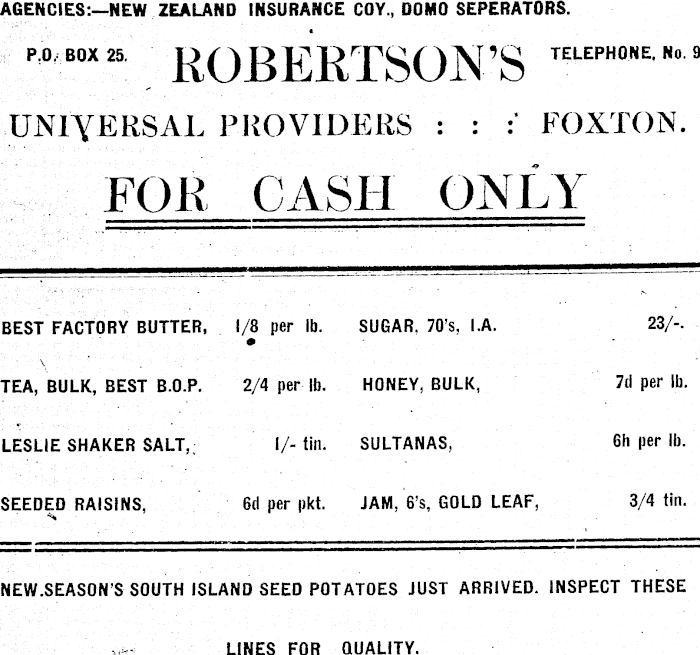 AGENCIES:—NEW ZEALAND INSURANCE COY., DOMO SEPERATORS.
P.O. BOX 25. ROBERTSON'S TELEPHONE, No. 9
UNIVERSAL PROVIDERS : : : FOXTON.
FOR CASH ONLY
BEST FACTORY BUTTER, 1/8 per lb. SUGAR, 70's, I.A. 23/-.
TEA, BULK, BEST B.O.P. 2/4 per lb. HONEY, BULK, 7d per lb.
LESLIE SHAKER SALT, 1/- tin. SULTANAS, 6h per lb.
SEEDED RAISINS, 6d per pkt. JAM, 6's, GOLD LEAF, 3/4 tin.
NEW SEASON'S SOUTH ISLAND SEED POTATOES JUST ARRIVED. INSPECT THESE
LINES FOR QUALITY.